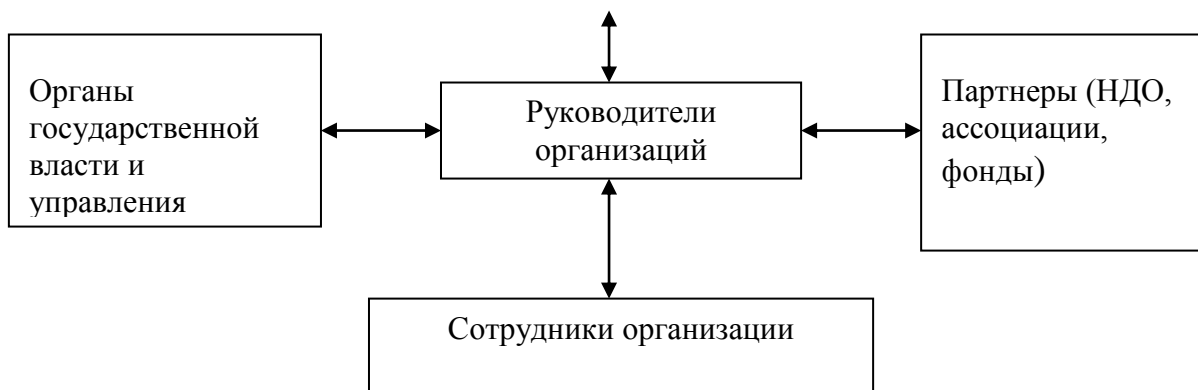 Органы
государственной
власти и
управления
Руководители
организаций
Партнеры (НДО,
ассоциации,
фонды)
Сотрудники организации